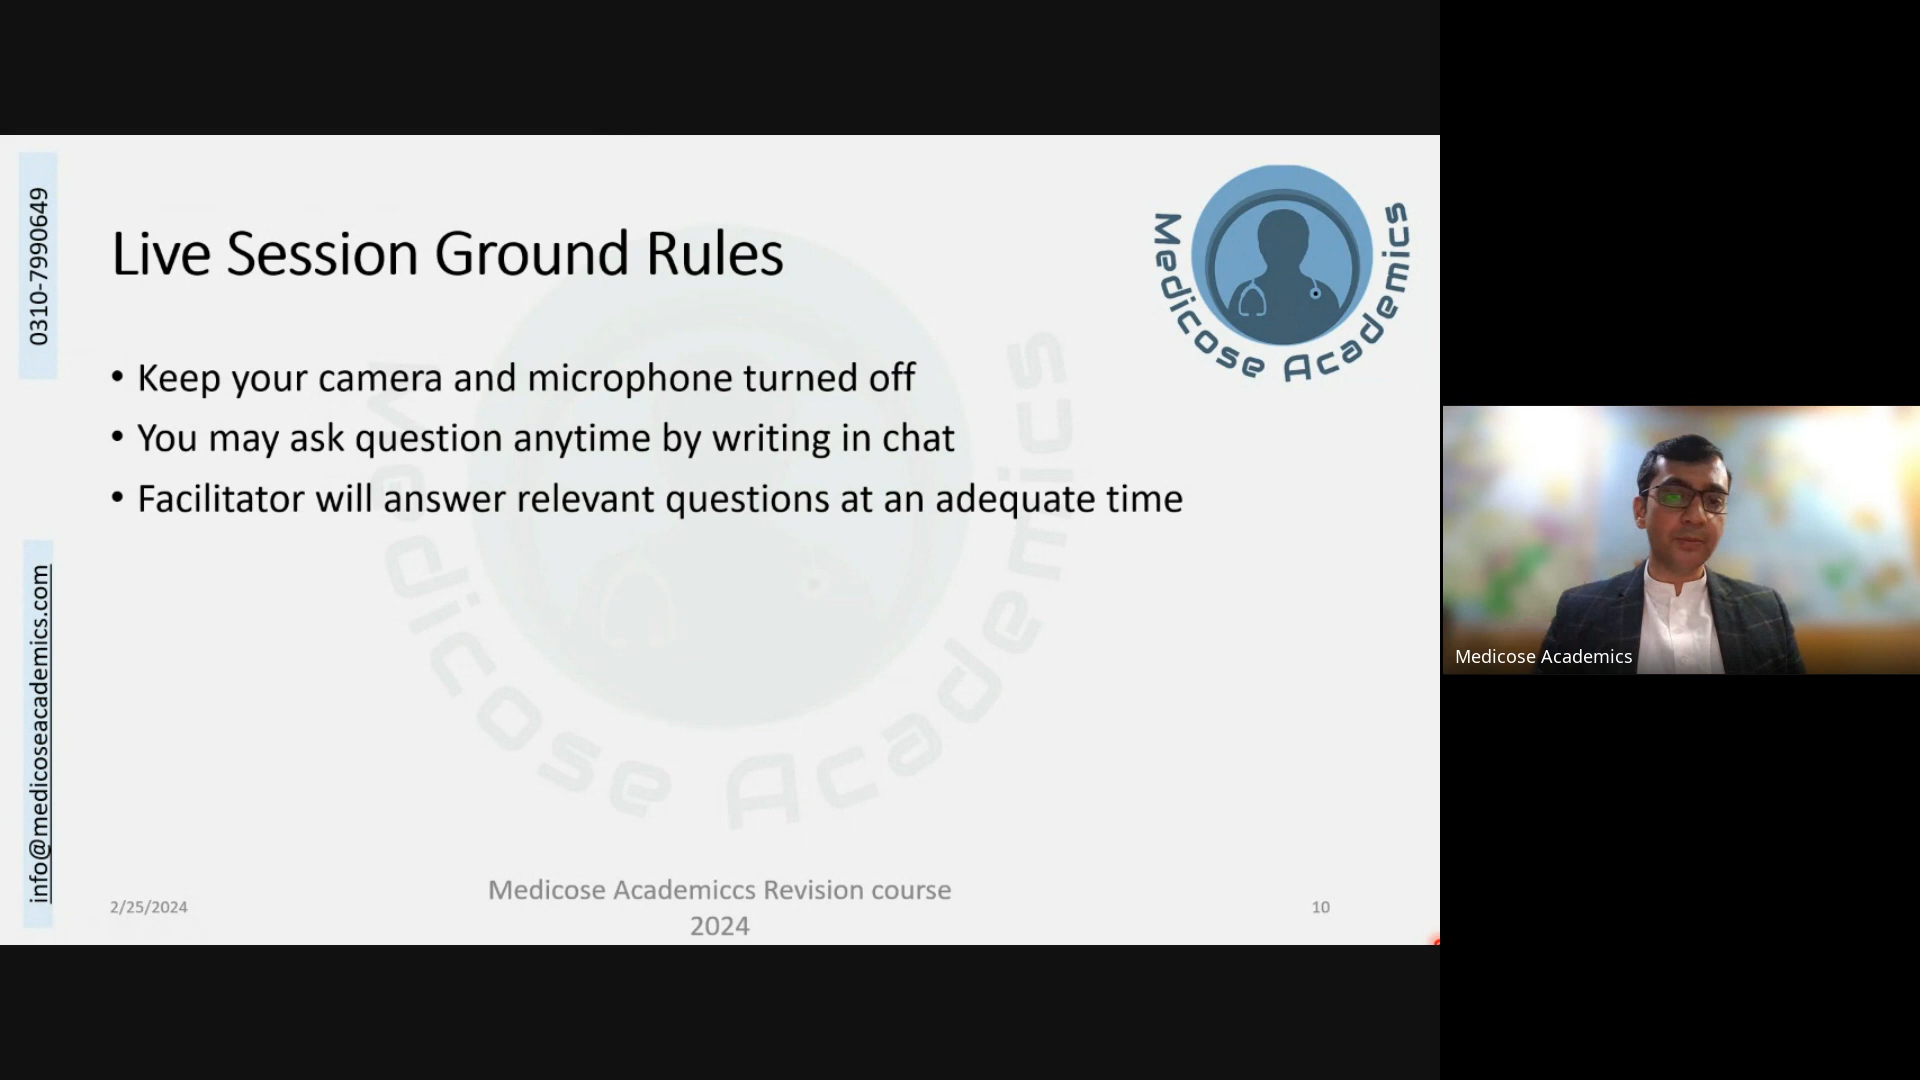 0310-7990649
Live Session Ground Rules
Medicose Academics
• Keep your camera and microphone turned off
• You may ask question anytime by writing in chat
• Facilitator will answer relevant questions at an adequate time
Medicose Academics
info@medicoseacademics.com
2/25/2024
Medicose Academiccs Revision course
2024
10
Medicose Academics